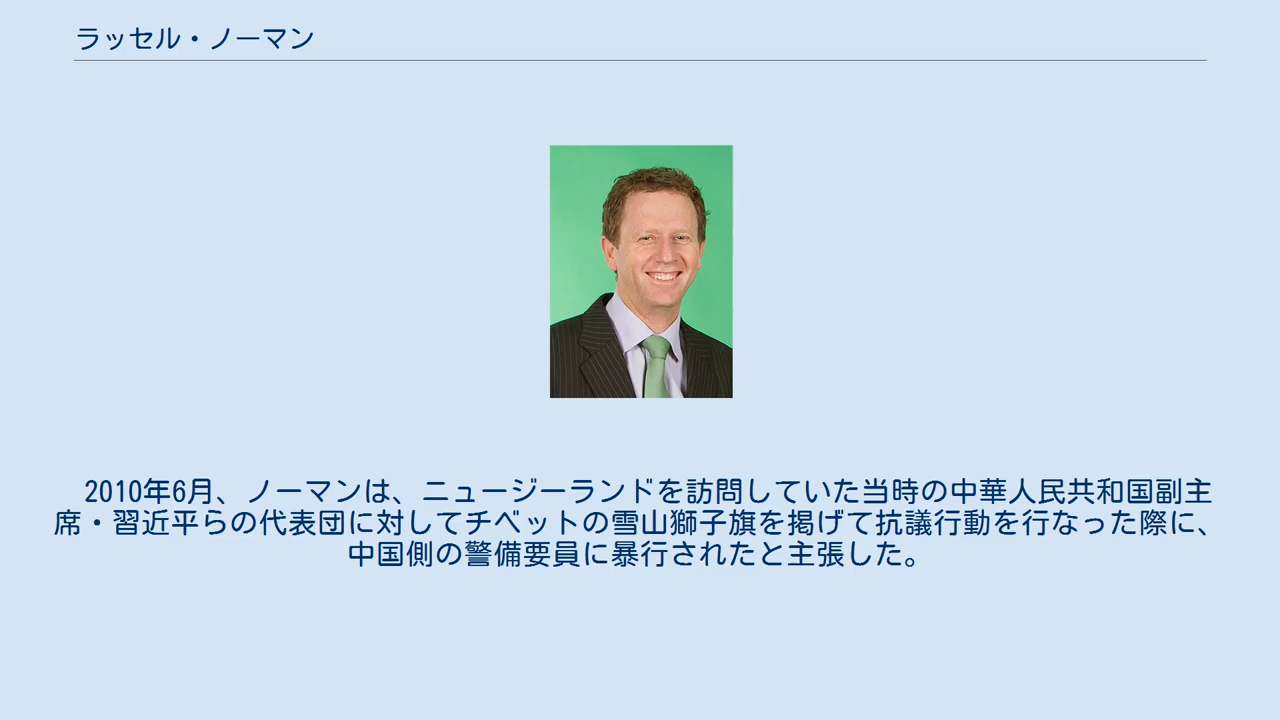 ラッセル・ノーマン
2010年6月、ノーマンは、ニュージーランドを訪問していた当時の中華人民共和国副主
席・習近平らの代表団に対してチベットの雪山獅子旗を掲げて抗議行動を行なった際に、
中国側の警備要員に暴行されたと主張した。